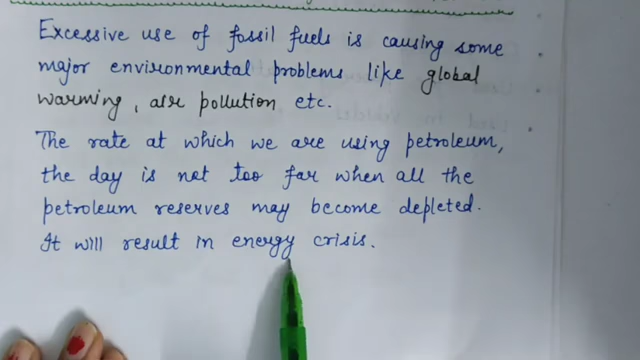 Excessive use of fossil fuels is causing some
major environmental problems like global
warming, air pollution etc.
The rate at which we are using petroleum,
the day is not too far when all the
petroleum reserves may become depleted.
It will result in energy crisis.